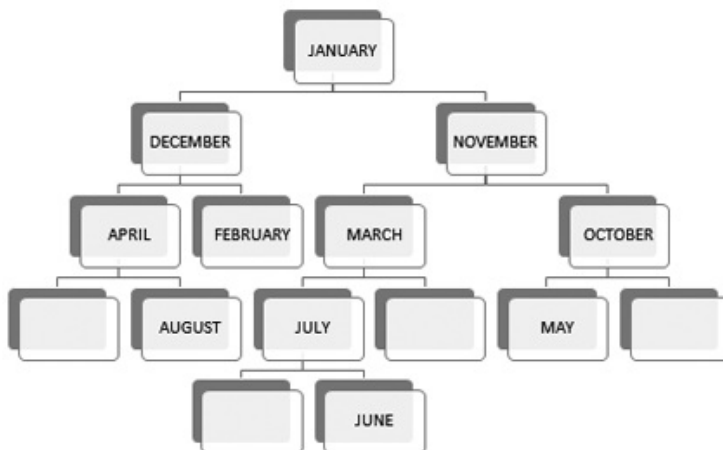 JANUARY
DECEMBER NOVEMBER
APRIL FEBRUARY MARCH OCTOBER
AUGUST JULY MAY
JUNE